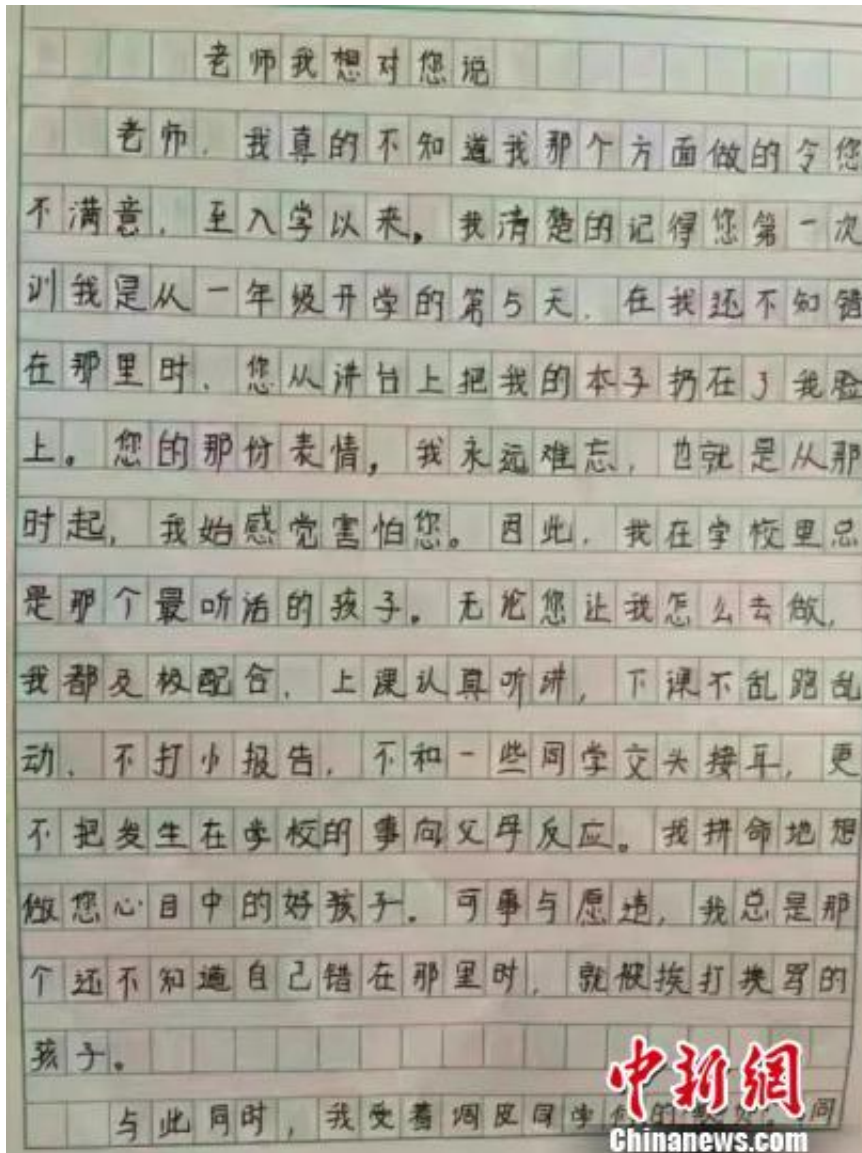 老师我想对您说
老师，我真的不知道我那个方面做的令您
不满意，至入学以来。我清楚的记得您第一次
训我是从一年级开学的第5天，在我还不知错
在那里时，您从讲台上把我的本子扔在了我脸
上。您的那份表情，我永远难忘，也就是从那
时起，我始感觉害怕您。因此，我在学校里总
是那个最听话的孩子。无论您让我怎么去做，
我都及极配合，上课认真听讲，下课不乱跑乱
动，不打小报告，不和一些同学交头接耳，更
不把发生在学校的事向父母反应。我拼命地想
做您心目中的好孩子。可事与愿违，我总是那
个还不知道自己错在那里时，就被挨打挨骂的
孩子。
与此同时，我受着调皮同学们的 同
中新网
Chinanews.com